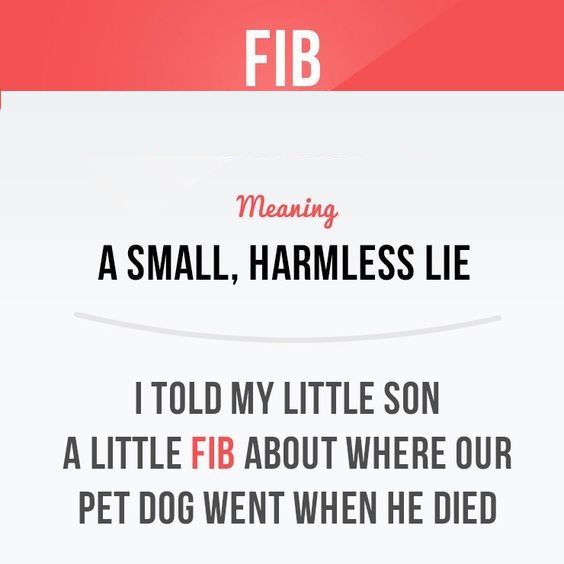 FIB
Meaning
A SMALL, HARMLESS LIE
I TOLD MY LITTLE SON
A LITTLE FIB ABOUT WHERE OUR
PET DOG WENT WHEN HE DIED